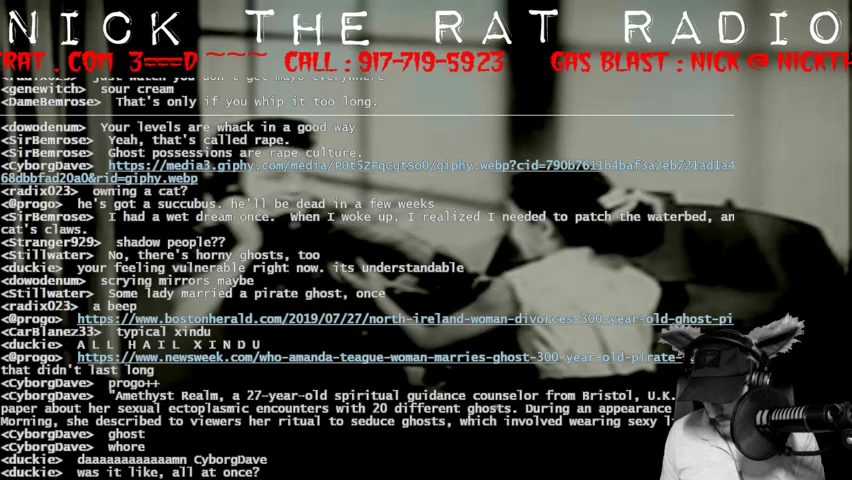 NICK THE RAT RADIO
RAT . COM 3===D ~~~ CALL : 917-719-5923 GAS BLAST : NICK @ NICKTH
<radix023> just watch you don't get mayo everywhere
<genewitch> sour cream
<DameBemrose> That's only if you whip it too long.
<dowodenum> Your levels are whack in a good way
<SirBemrose> Yeah, that's called rape.
<SirBemrose> Ghost possessions are rape culture.
<CyborgDave> https://media3.giphy.com/media/P0t5ZFqCgtSo0/giphy.webp?cid=790b7611b4baf3a2eb721ad1a4
68dbbfad20a0&rid=giphy.webp
<radix023> owning a cat?
<@progo> he's got a succubus. he'll be dead in a few weeks
<SirBemrose> I had a wet dream once. When I woke up, I realized I needed to patch the waterbed, an
cat's claws.
<Stranger929> shadow people??
<Stillwater> No, there's horny ghosts, too
<duckie> your feeling vulnerable right now. its understandable
<dowodenum> scrying mirrors maybe
<Stillwater> Some lady married a pirate ghost, once
<radix023> a beep
<@progo> https://www.bostonherald.com/2019/07/27/north-ireland-woman-divorces-300-year-old-ghost-pi
<CarBlanez33> typical xindu
<duckie> A L L H A I L X I N D U
<@progo> https://www.newsweek.com/who-amanda-teague-woman-marries-ghost-300-year-old-pirate-
that didn't last long
<CyborgDave> progo++
<CyborgDave> "Amethyst Realm, a 27-year-old spiritual guidance counselor from Bristol, U.K.
paper about her sexual ectoplasmic encounters with 20 different ghosts. During an appearance
Morning, she described to viewers her ritual to seduce ghosts, which involved wearing sexy l
<CyborgDave> ghost
<CyborgDave> whore
<duckie> daaaaaaaaaaaamn CyborgDave
<duckie> was it like, all at once?